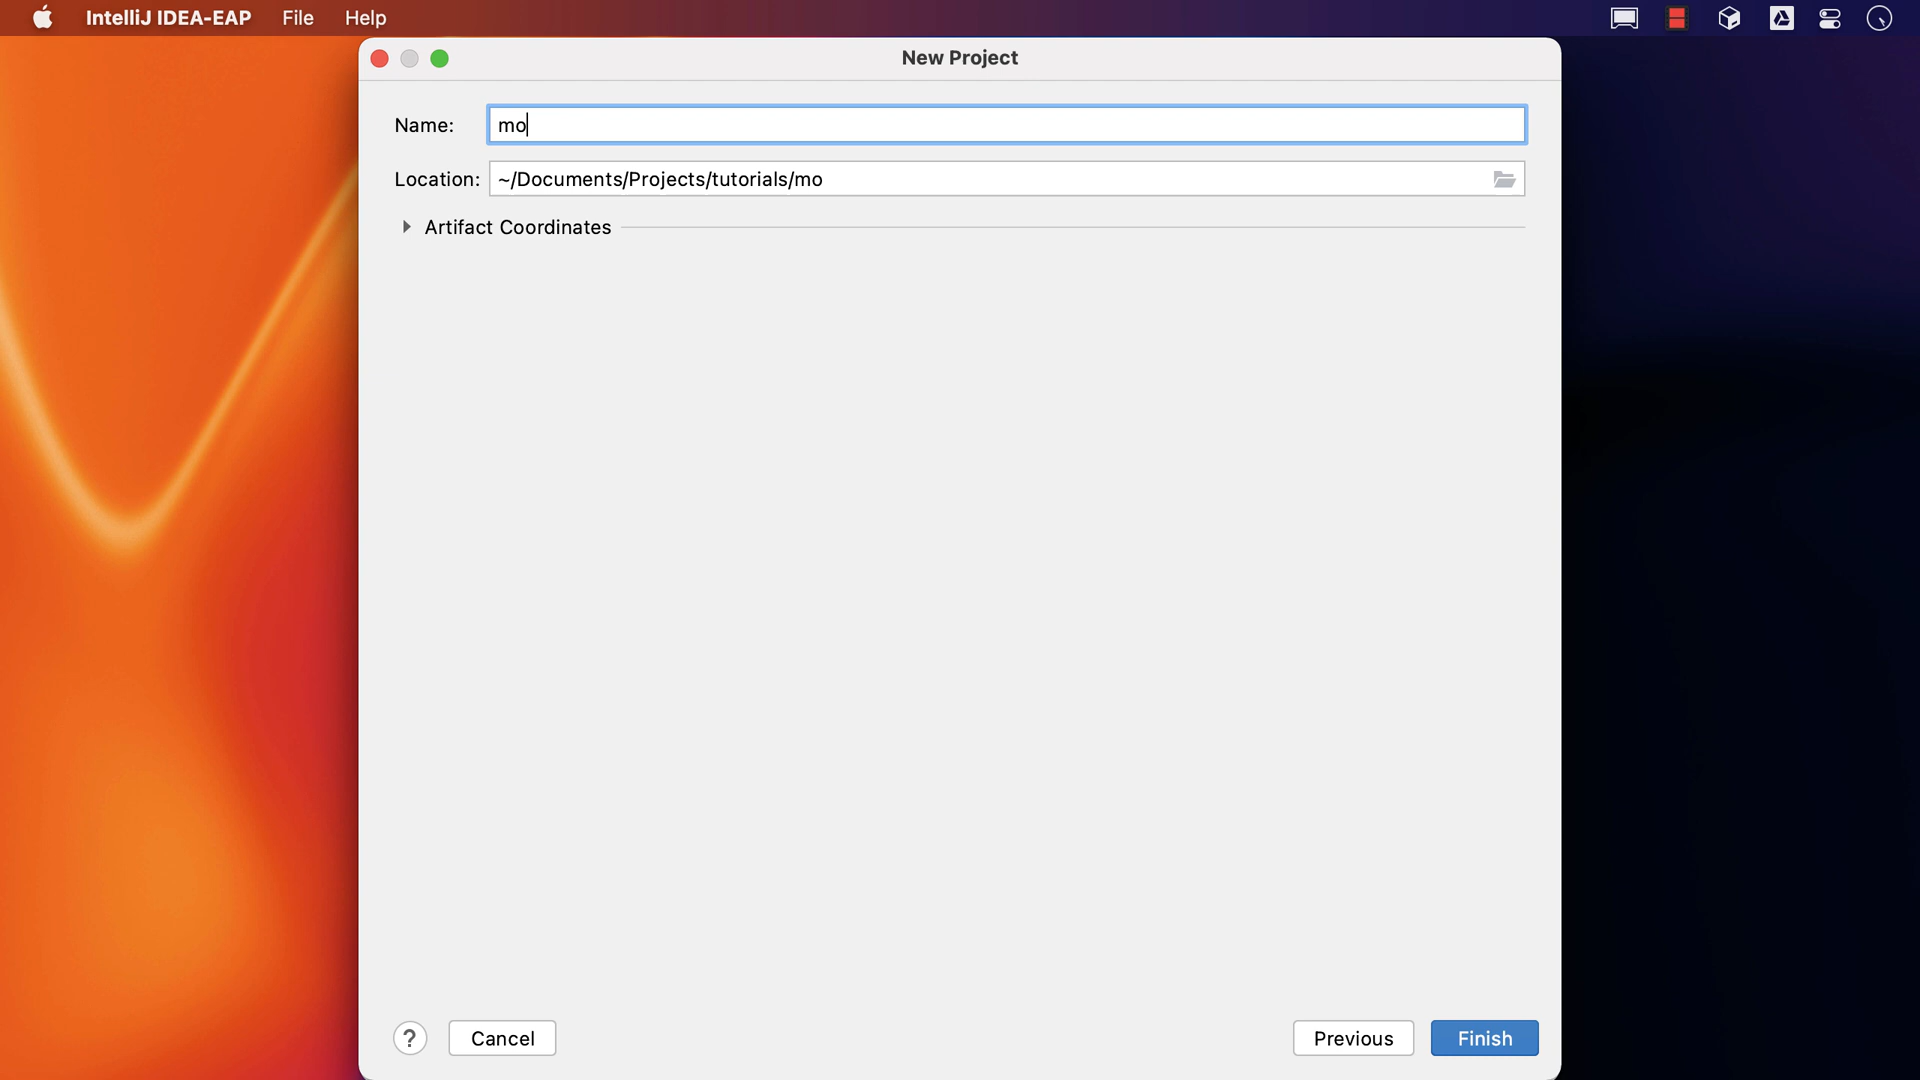 IntelliJ IDEA-EAP File Help
New Project
Name: mo
Location: ~/Documents/Projects/tutorials/mo
Artifact Coordinates
? Cancel Previous Finish